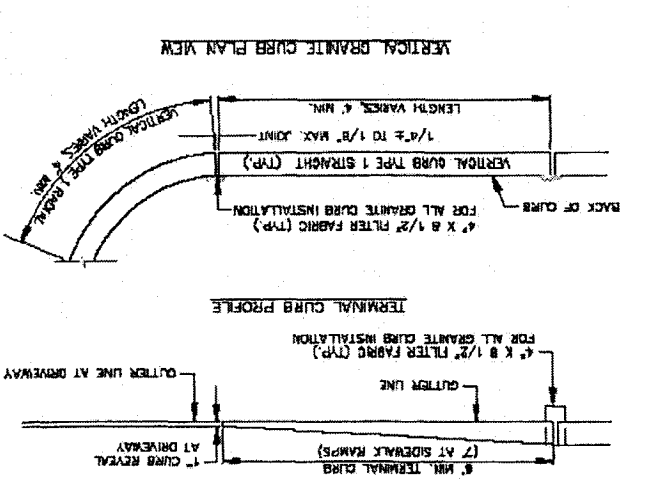 6' MIN. TERMINAL CURB
(7' AT SIDEWALK RAMPS)
1" CURB REVEAL
AT DRIVEWAY
GUTTER LINE
GUTTER LINE AT DRIVEWAY
4" X 8 1/2" FILTER FABRIC (TYP.)
FOR ALL GRANITE CURB INSTALLATION
TERMINAL CURB PROFILE
BACK OF CURB
4" X 8 1/2" FILTER FABRIC (TYP.)
FOR ALL GRANITE CURB INSTALLATION
VERTICAL CURB TYPE 1 STRAIGHT (TYP.)
1/4"± TO 1/8" MAX. JOINT
LENGTH VARIES, 4' MIN.
VERTICAL CURB TYPE 1 RADIAL
LENGTH VARIES, 4' MIN.
VERTICAL GRANITE CURB PLAN VIEW